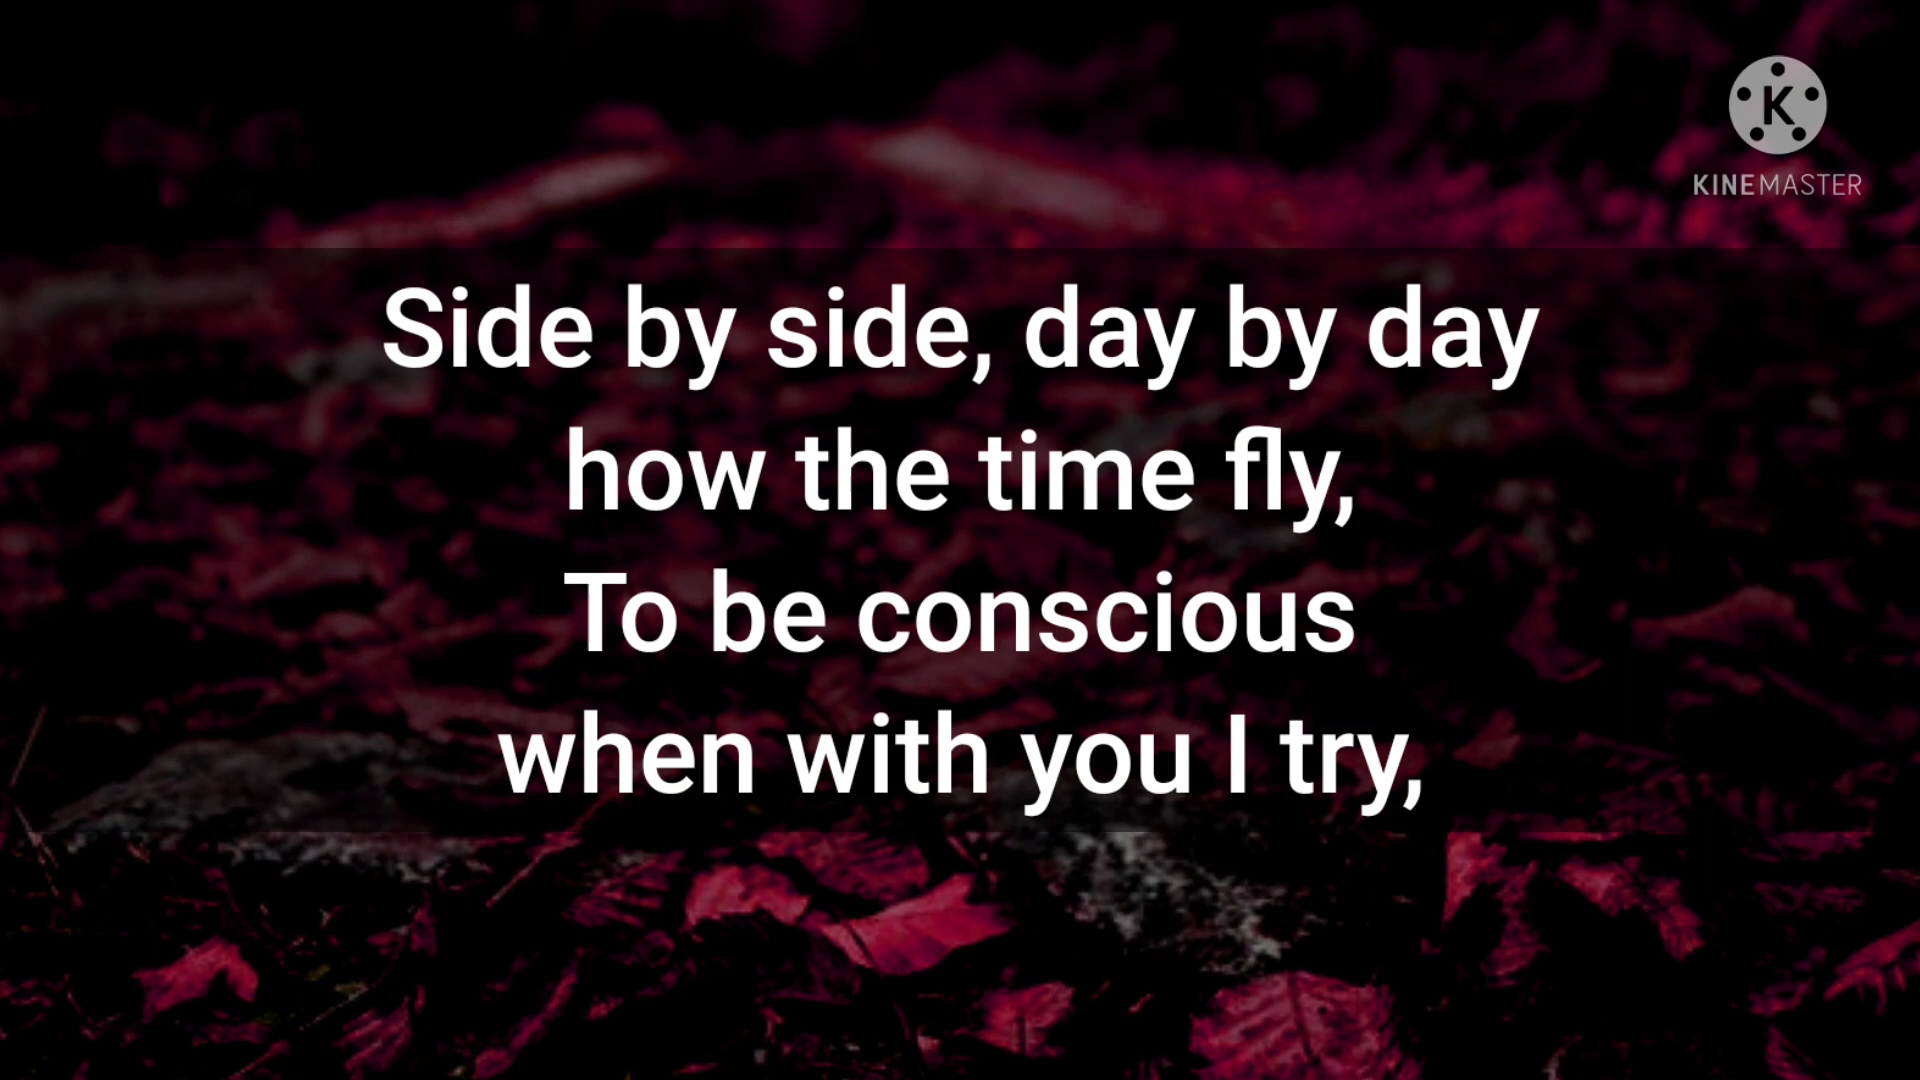 K
KINEMASTER
Side by side, day by day
how the time fly,
To be conscious
when with you I try,